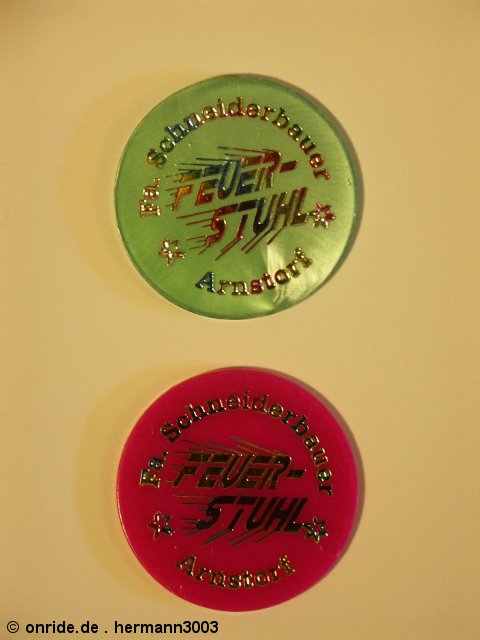 Fa. Schneiderbauer
FEUER-
STUHL
Arnstorf
Fa. Schneiderbauer
FEUER-
STUHL
Arnstorf
© onride.de . hermann3003